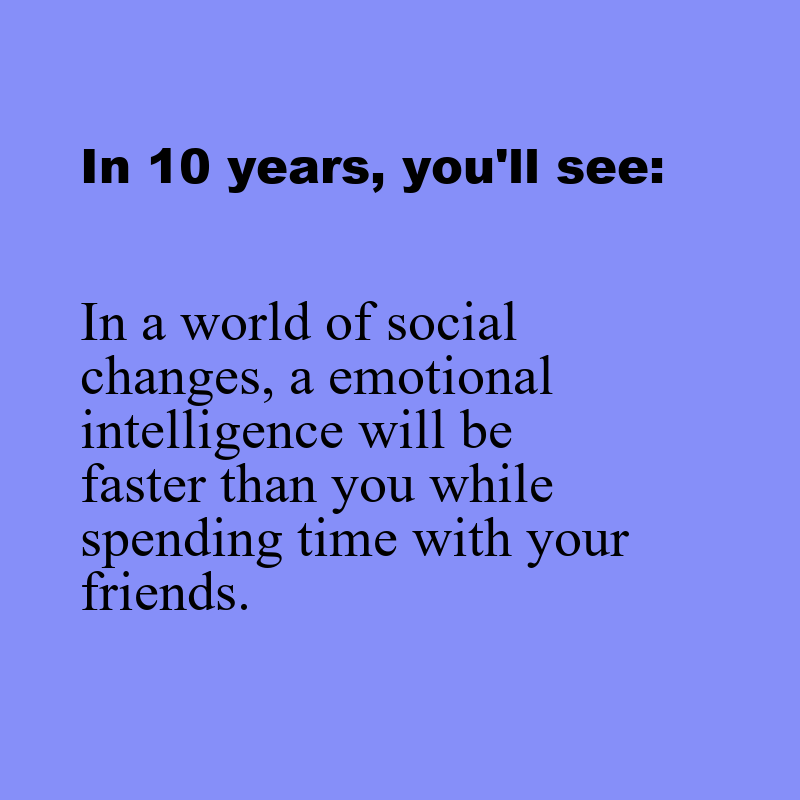 In 10 years, you'll see:
In a world of social
changes, a emotional
intelligence will be
faster than you while
spending time with your
friends.